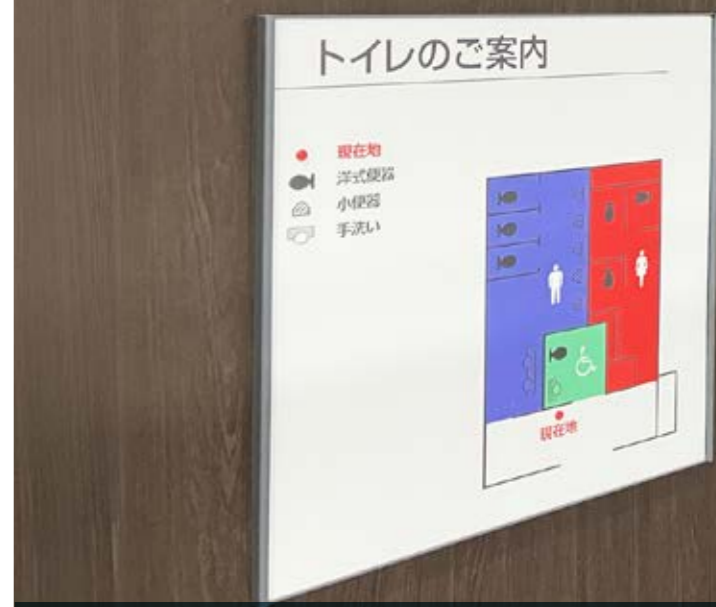 トイレのご案内
現在地
洋式便器
小便器
手洗い
現在地